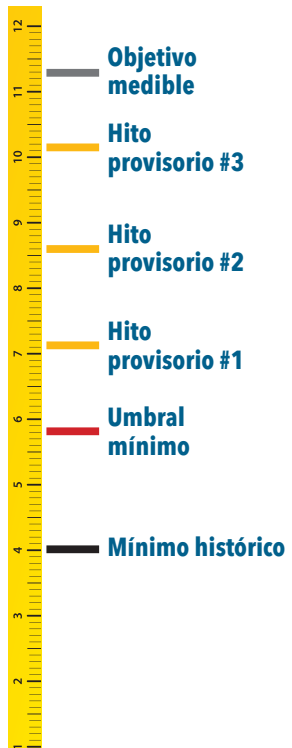 12
Objetivo
medible
11
Hito
provisorio #3
10
9
Hito
provisorio #2
8
Hito
provisorio #1
7
Umbral
mínimo
6
5
Mínimo histórico
4
3
2
1